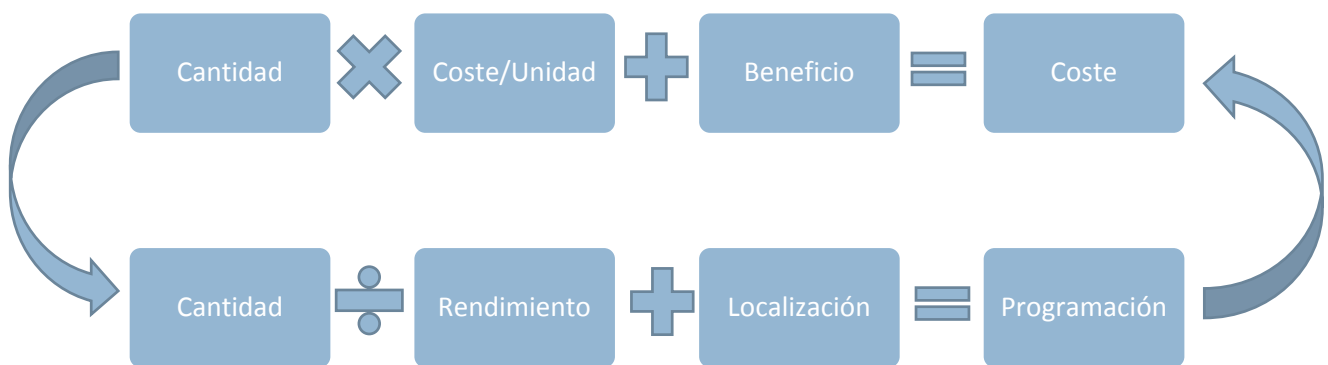 Cantidad
Coste/Unidad
Beneficio
Coste
Cantidad
Rendimiento
Localización
Programación